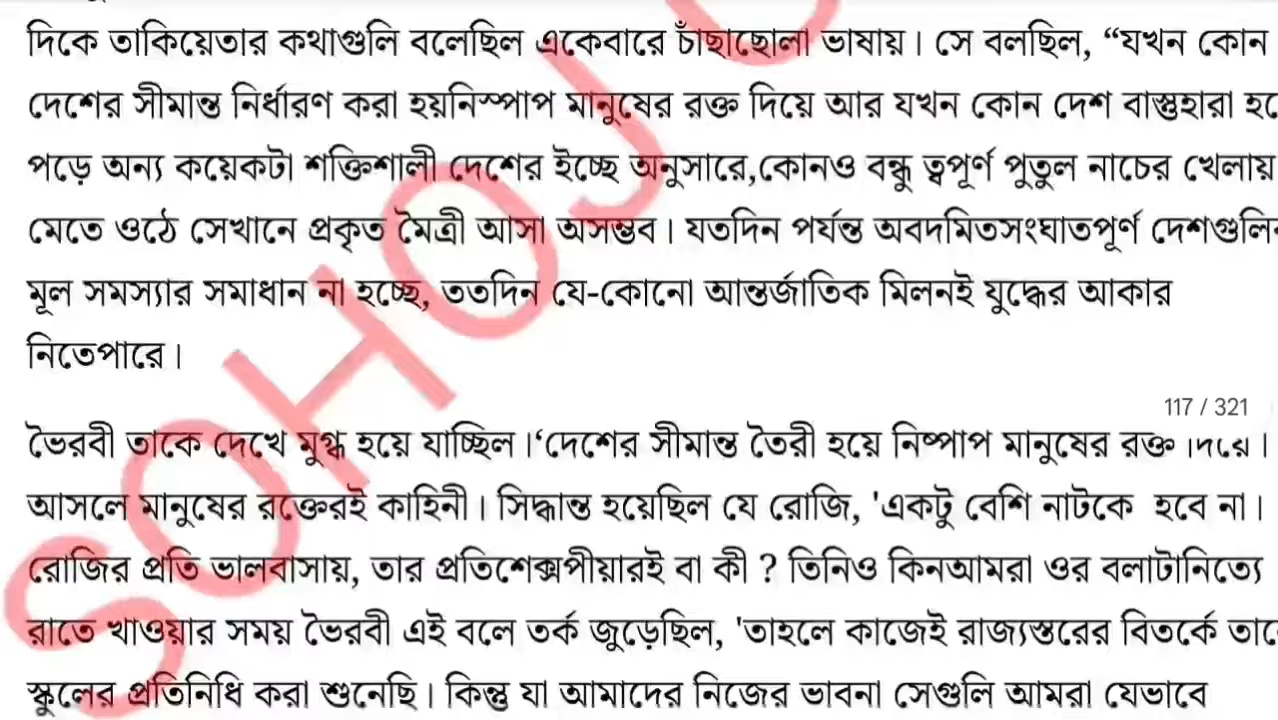 দিকে তাকিয়েতার কথাগুলি বলেছিল একেবারে চাঁছাছোলা ভাষায়। সে বলছিল, “যখন কোন
দেশের সীমান্ত নির্ধারণ করা হয়নিস্পাপ মানুষের রক্ত দিয়ে আর যখন কোন দেশ বাস্তুহারা
পড়ে অন্য কয়েকটা শক্তিশালী দেশের ইচ্ছে অনুসারে,কোনও বন্ধু ত্বপূর্ণ পুতুল নাচের খেলায়
মেতে ওঠে সেখানে প্রকৃত মৈত্রী আসা অসম্ভব। যতদিন পর্যন্ত অবদমিতসংঘাতপূর্ণ
মূল সমস্যার সমাধান না হচ্ছে, ততদিন যে-কোনো আন্তর্জাতিক মিলনই যুদ্ধের আকার
নিতেপারে।
117 / 321
ভৈরবী তাকে দেখে মুগ্ধ হয়ে যাচ্ছিল।‘দেশের সীমান্ত তৈরী হয়ে নিষ্পাপ মানুষের রক্ত দিয়ে।
আসলে মানুষের রক্তেরই কাহিনী। সিদ্ধান্ত হয়েছিল যে রোজি, 'একটু বেশি নাটকে হবে না।
রোজির প্রতি ভালবাসায়, তার প্রতিশেক্সপীয়ারই বা কী ? তিনিও কিনআমরা ওর বলাটানিত্যে
রাতে খাওয়ার সময় ভৈরবী এই বলে তর্ক জুড়েছিল, 'তাহলে কাজেই রাজ্যস্তরের বিতর্কে
স্কুলের প্রতিনিধি করা শুনেছি। কিন্তু যা আমাদের নিজের ভাবনা সেগুলি আমরা যেভাবে
SOHOJ